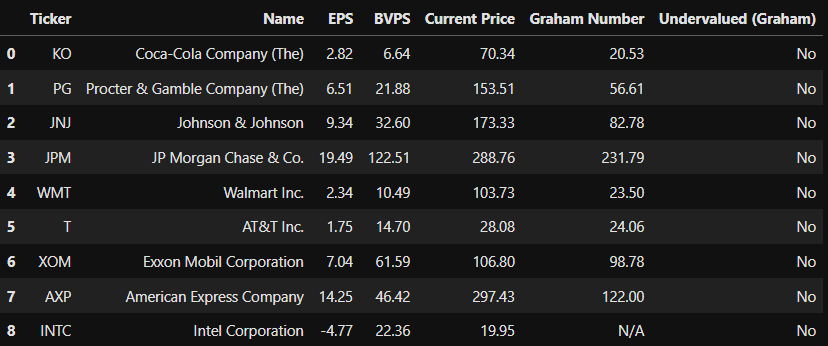 Ticker Name EPS BVPS Current Price Graham Number Undervalued (Graham)
0 KO Coca-Cola Company (The) 2.82 6.64 70.34 20.53 No
1 PG Procter & Gamble Company (The) 6.51 21.88 153.51 56.61 No
2 JNJ Johnson & Johnson 9.34 32.60 173.33 82.78 No
3 JPM JP Morgan Chase & Co. 19.49 122.51 288.76 231.79 No
4 WMT Walmart Inc. 2.34 10.49 103.73 23.50 No
5 T AT&T Inc. 1.75 14.70 28.08 24.06 No
6 XOM Exxon Mobil Corporation 7.04 61.59 106.80 98.78 No
7 AXP American Express Company 14.25 46.42 297.43 122.00 No
8 INTC Intel Corporation -4.77 22.36 19.95 N/A No